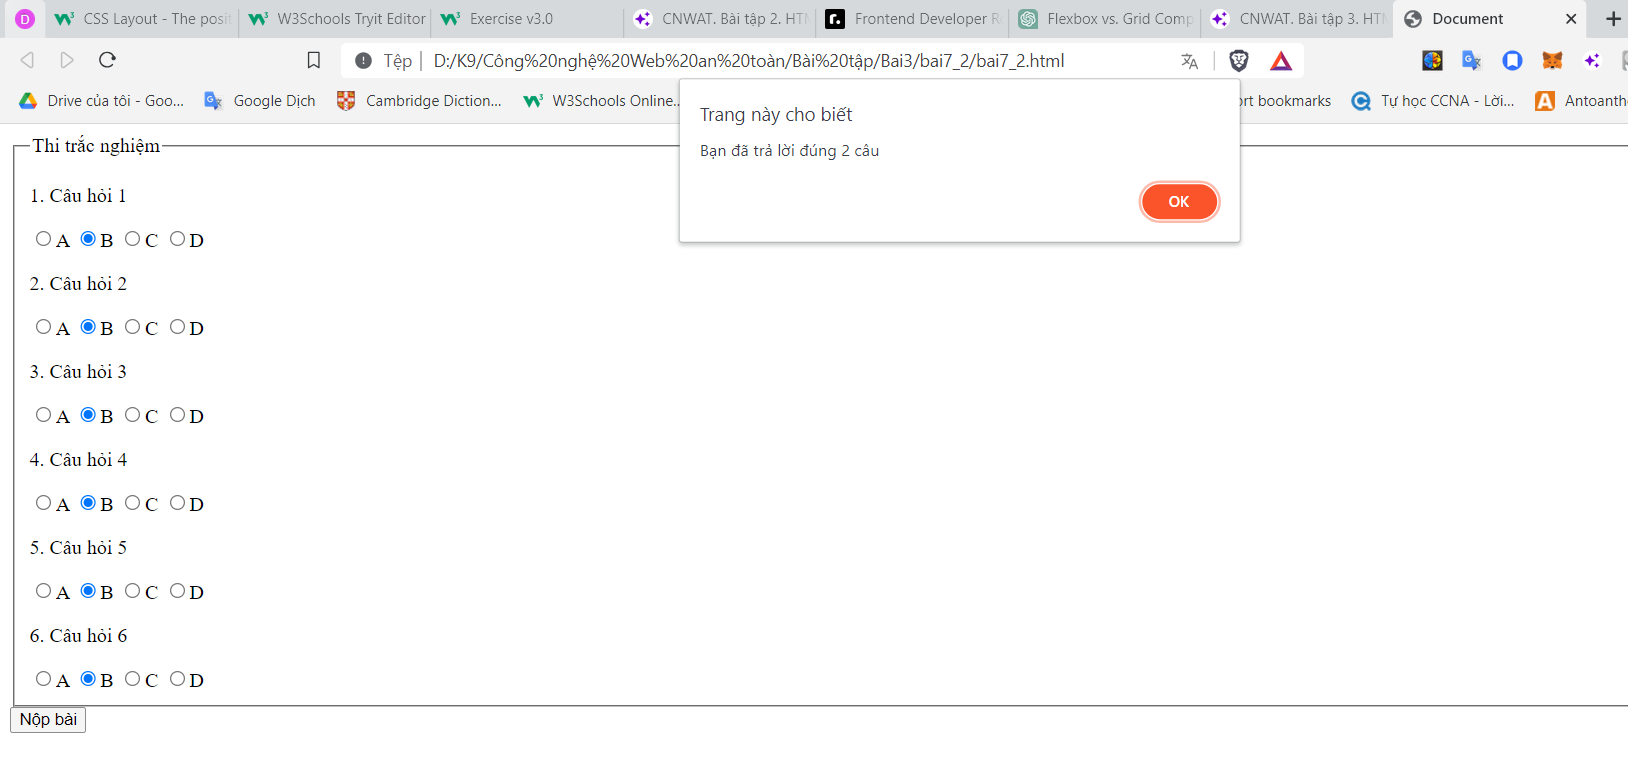 D CSS Layout - The posit W3Schools Tryit Editor Exercise v3.0 CNWAT. Bài tập 2. HTM Frontend Developer Ro Flexbox vs. Grid Comp CNWAT. Bài tập 3. HTM Document
Tệp D:/K9/Công%20nghệ%20Web%20an%20toàn/Bài%20tập/Bai3/bai7_2/bai7_2.html
Drive của tôi - Goo... Google Dịch Cambridge Diction... W3Schools Online... ort bookmarks Tự học CCNA - Lời... Antoanth
Trang này cho biết
Bạn đã trả lời đúng 2 câu
OK
Thi trắc nghiệm
1. Câu hỏi 1
A B C D
2. Câu hỏi 2
A B C D
3. Câu hỏi 3
A B C D
4. Câu hỏi 4
A B C D
5. Câu hỏi 5
A B C D
6. Câu hỏi 6
A B C D
Nộp bài